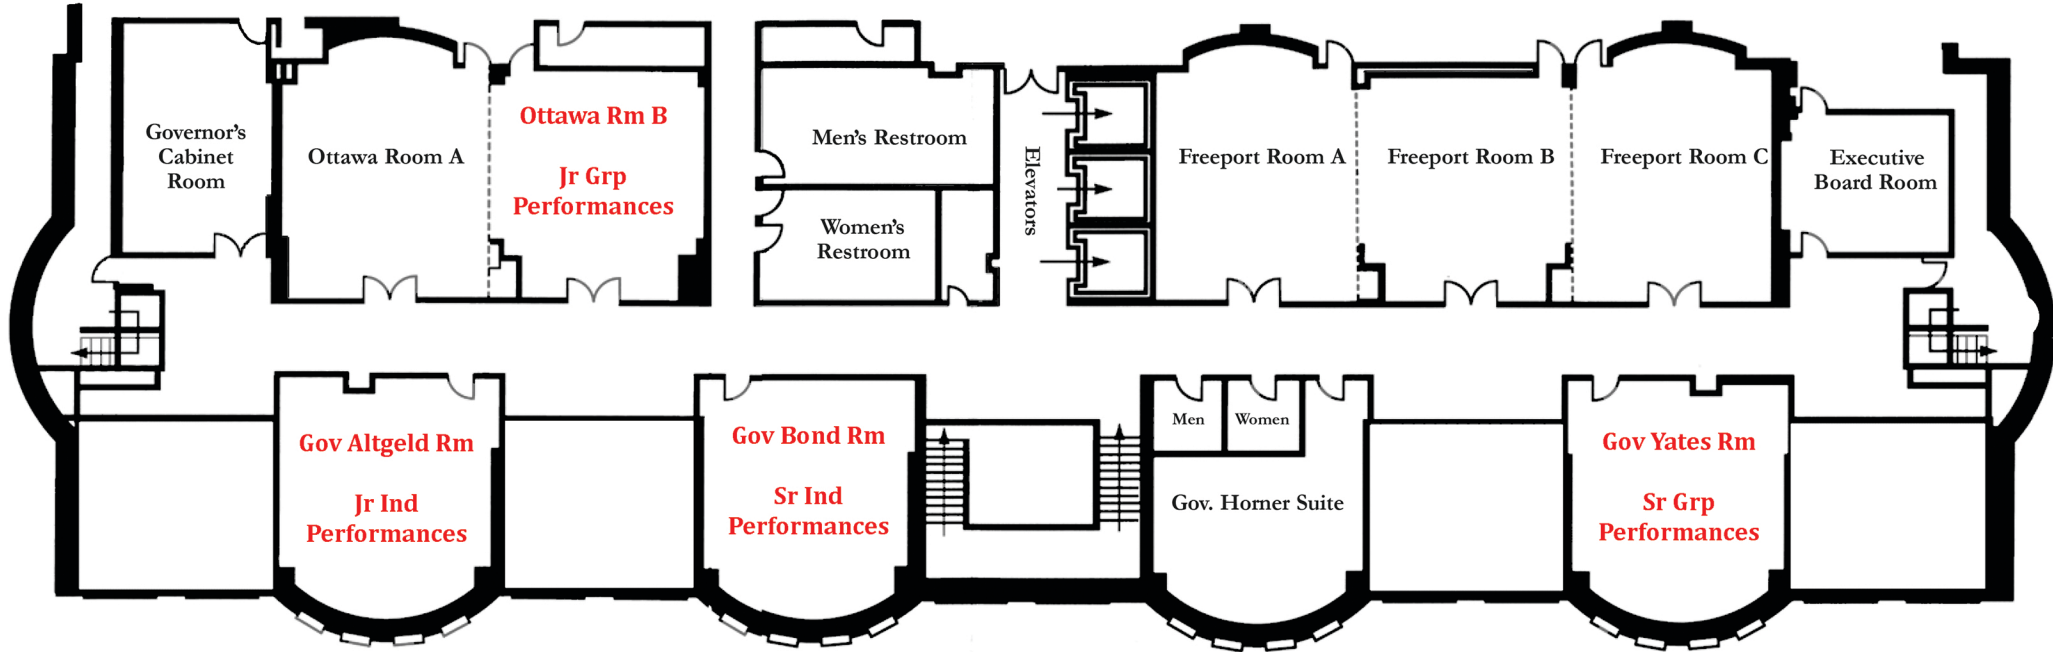 Governor's
Cabinet
Room
Ottawa Room A
Ottawa Rm B
Jr Grp
Performances
Men's Restroom
Women's
Restroom
Elevators
Freeport Room A
Freeport Room B
Freeport Room C
Executive
Board Room
Gov Altgeld Rm
Jr Ind
Performances
Gov Bond Rm
Sr Ind
Performances
Men
Women
Gov. Horner Suite
Gov Yates Rm
Sr Grp
Performances